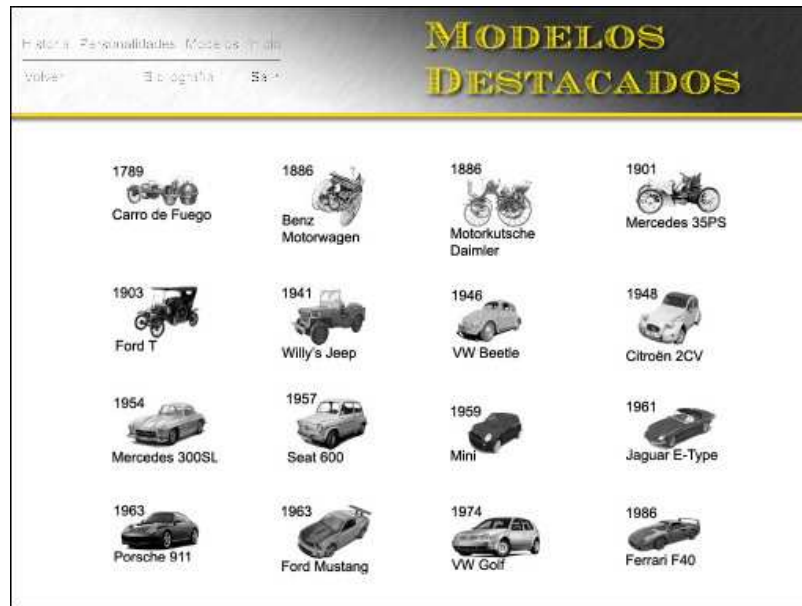 Historia Personalidades Modelos Inicio
Volver Bibliografía Salir
MODELOS
DESTACADOS
1789
Carro de Fuego
1886
Benz
Motorwagen
1886
Motorkutsche
Daimler
1901
Mercedes 35PS
1903
Ford T
1941
Willy's Jeep
1946
VW Beetle
1948
Citroën 2CV
1954
Mercedes 300SL
1957
Seat 600
1959
Mini
1961
Jaguar E-Type
1963
Porsche 911
1963
Ford Mustang
1974
VW Golf
1986
Ferrari F40